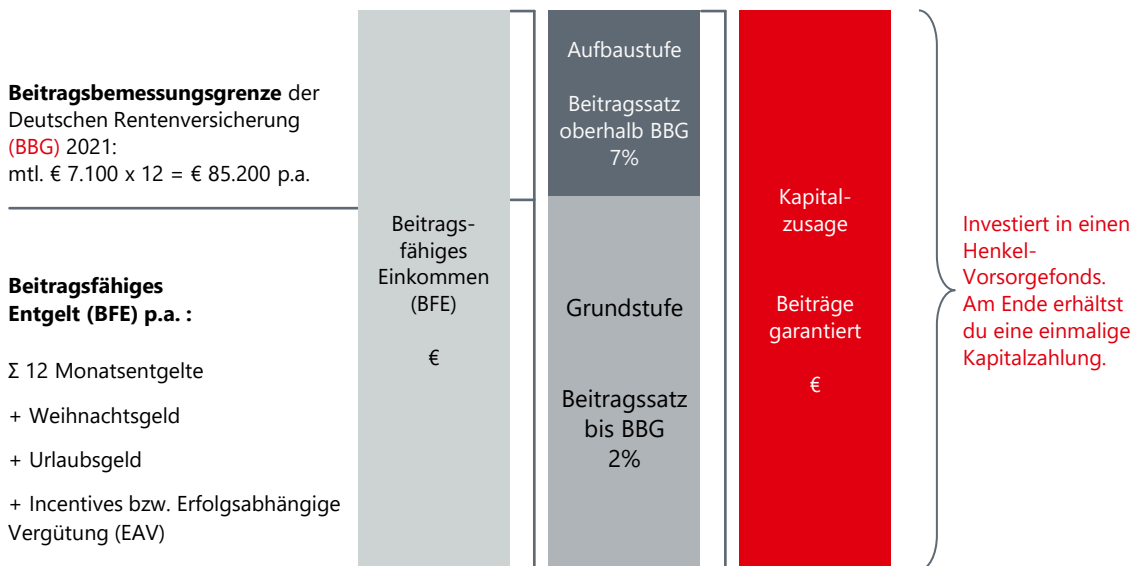 Beitragsbemessungsgrenze der
Deutschen Rentenversicherung
(BBG) 2021:
mtl. € 7.100 x 12 = € 85.200 p.a.
Beitragsfähiges
Entgelt (BFE) p.a. :
Σ 12 Monatsentgelte
+ Weihnachtsgeld
+ Urlaubsgeld
+ Incentives bzw. Erfolgsabhängige
Vergütung (EAV)
Beitrags-
fähiges
Einkommen
(BFE)
€
Aufbaustufe
Beitragssatz
oberhalb BBG
7%
Grundstufe
Beitragssatz
bis BBG
2%
Kapital-
zusage
Beiträge
garantiert
€
Investiert in einen
Henkel-
Vorsorgefonds.
Am Ende erhältst
du eine einmalige
Kapitalzahlung.